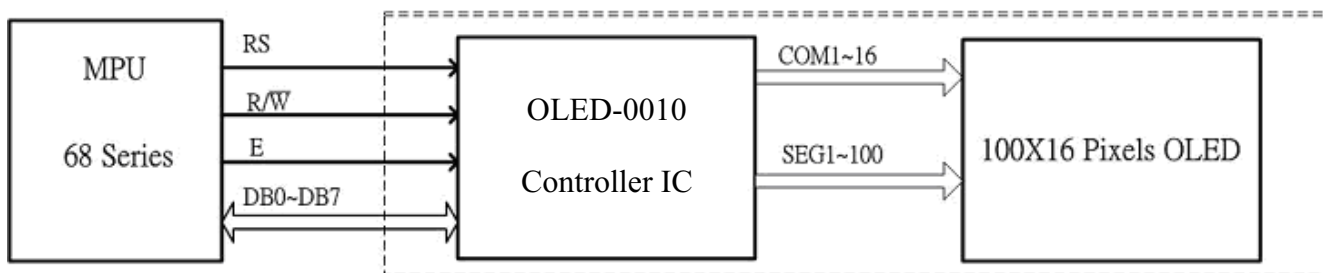 MPU
68 Series
RS
R/W
E
DB0~DB7
OLED-0010
Controller IC
COM1~16
SEG1~100
100X16 Pixels OLED